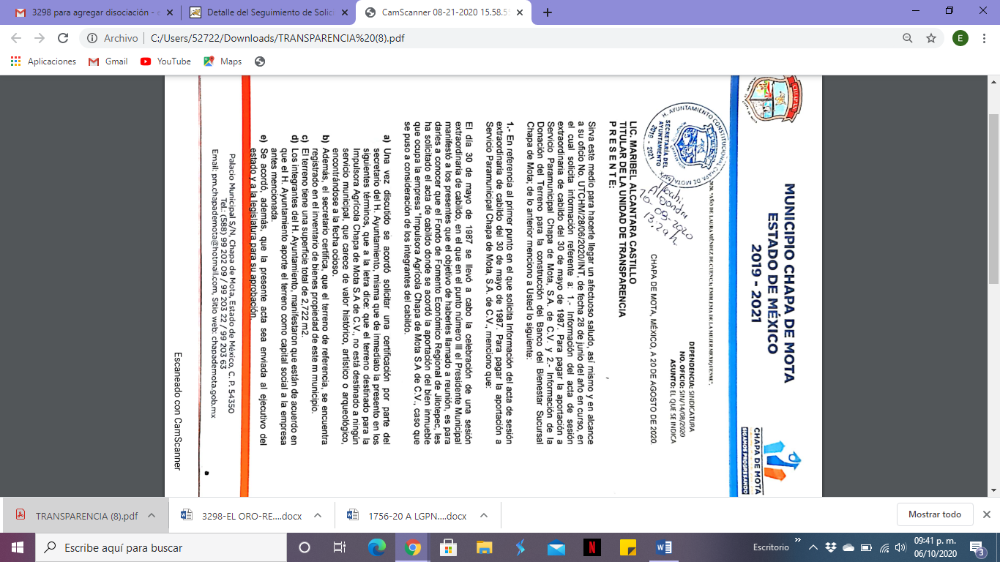 3298 para agregar disociación - e
Detalle del Seguimiento de Solici
CamScanner 08-21-2020 15.58.55
Archivo
C:/Users/52722/Downloads/TRANSPARENCIA%20(8).pdf
E
Aplicaciones
Gmail
YouTube
Maps
CHAPAN
MUNICIPIO CHAPA DE MOTA
ESTADO DE MÉXICO
2019 - 2021
CHAPA DE MOTA
SIGAMOS PROGRESANDO
2020. "AÑO DE LAURA MÉNDEZ DE CUENCA; EMBLEMA DE LA MUJER MEXIQUENSE".
H. AYUNTAMIENTO CONSTITUCIONAL CHAPA DE MOTA, MÉX.
SECRETARÍA DEL
AYUNTAMIENTO
2019 - 2021
20-08-2020
13:29 h.
DEPENDENCIA: SINDICATURA
NO. OFICIO: SIN/14/08/2020
ASUNTO: EL QUE SE INDICA
CHAPA DE MOTA, MÉXICO, A 20 DE AGOSTO DE 2020.
LIC. MARIBEL ALCANTARA CASTILLO
TITULAR DE LA UNIDAD DE TRANSPARENCIA
P R E S E N T E:
Sirva este medio para hacerle llegar un afectuoso saludo, así mismo y en alcance
a su oficio No. UTCHM/28/06/2020/INT, de fecha 28 de junio del año en curso, en
el cual solicita información referente a: 1.- Información del acta de sesión
extraordinaria de cabildo del 30 de mayo de 1987. Para pagar la aportación a
Servicio Paramunicipal Chapa de Mota, S.A. de C.V. y 2.- Información de la
Donación del Terreno para la construcción del Banco del Bienestar Sucursal
Chapa de Mota; de lo anterior menciono a Usted lo siguiente:
1.- En referencia al primer punto en el que solicita Información del acta de sesión
extraordinaria de cabildo del 30 de mayo de 1987. Para pagar la aportación a
Servicio Paramunicipal Chapa de Mota, S.A. de C.V., menciono que:
El día 30 de mayo de 1987 se llevó a cabo la celebración de una sesión
extraordinaria de cabildo, en el que en el punto número III el Presidente Municipal
manifestó a los presentes que el objetivo de haberles llamado a reunión, es para
darles a conocer que el Fondo de Fomento Económico Regional de Jilotepec, les
ha solicitado el acta de cabildo donde se acordó la aportación del bien inmueble
que ocupa la empresa "Impulsora Agrícola Chapa de Mota S.A de C.V., caso que
se puso a consideración de los integrantes del cabildo.
a) Una vez discutido se acordó solicitar una certificación por parte del
secretario del H. Ayuntamiento, misma que de inmediato la presento en los
siguientes términos, que a la letra dice: que el terreno destinado para la
Impulsora Agrícola Chapa de Mota S.A de C.V., no está destinado a ningún
servicio municipal, que carece de valor histórico, artístico o arqueológico,
encontrándose a la fecha ocioso.
b) Además, el secretario certifica, que el terreno de referencia, se encuentra
registrado en el inventario de bienes propiedad de este m municipio.
c) El terreno tiene una superficie total de 2,722 m2.
d) Los integrantes del H. Ayuntamiento, manifestaron que están de acuerdo en
que el H. Ayuntamiento aporte el terreno como capital social a la empresa
antes mencionada.
e) Se acordó, además, que la presente acta sea enviada al ejecutivo del
estado y a la legislatura para su aprobación.
Palacio Municipal S/N, Chapa de Mota, Estado de México, C. P. 54350
Tel.: (588) 99 202 09 / 99 203 22 / 99 203 63
Email: pm.chapademota@hotmail.com, Sitio web: chapademota.gob.mx
Escaneado con CamScanner
TRANSPARENCIA (8).pdf
3298-EL ORO-RE....docx
1756-20 A LGPN....docx
Mostrar todo
Escribe aquí para buscar
Escritorio
09:41 p. m.
06/10/2020
3